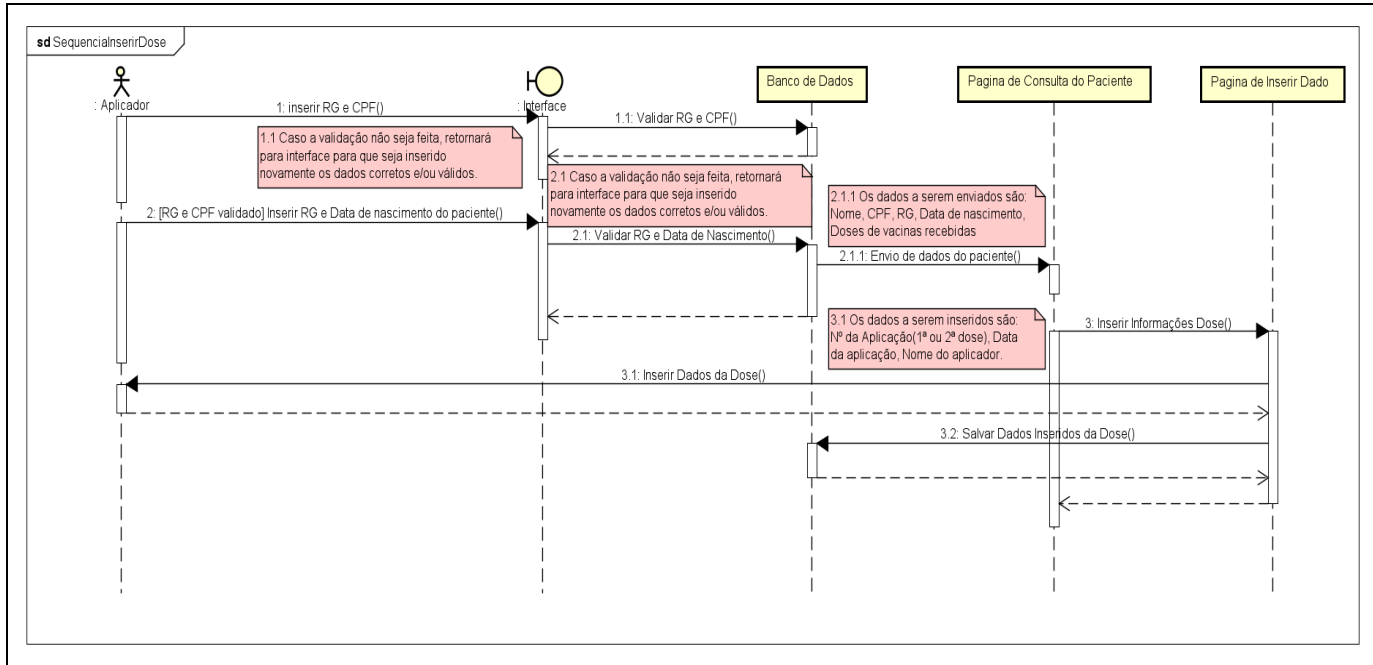 sd SequenciaInserirDose
: Aplicador
: Interface
Banco de Dados
Pagina de Consulta do Paciente
Pagina de Inserir Dado
1: inserir RG e CPF()
1.1: Validar RG e CPF()
1.1 Caso a validação não seja feita, retornará
para interface para que seja inserido
novamente os dados corretos e/ou válidos.
2.1 Caso a validação não seja feita, retornará
para interface para que seja inserido
novamente os dados corretos e/ou válidos.
2.1.1 Os dados a serem enviados são:
Nome, CPF, RG, Data de nascimento,
Doses de vacinas recebidas
2: [RG e CPF validado] Inserir RG e Data de nascimento do paciente()
2.1: Validar RG e Data de Nascimento()
2.1.1: Envio de dados do paciente()
3.1 Os dados a serem inseridos são:
Nº da Aplicação(1ª ou 2ª dose), Data
da aplicação, Nome do aplicador.
3: Inserir Informações Dose()
3.1: Inserir Dados da Dose()
3.2: Salvar Dados Inseridos da Dose()